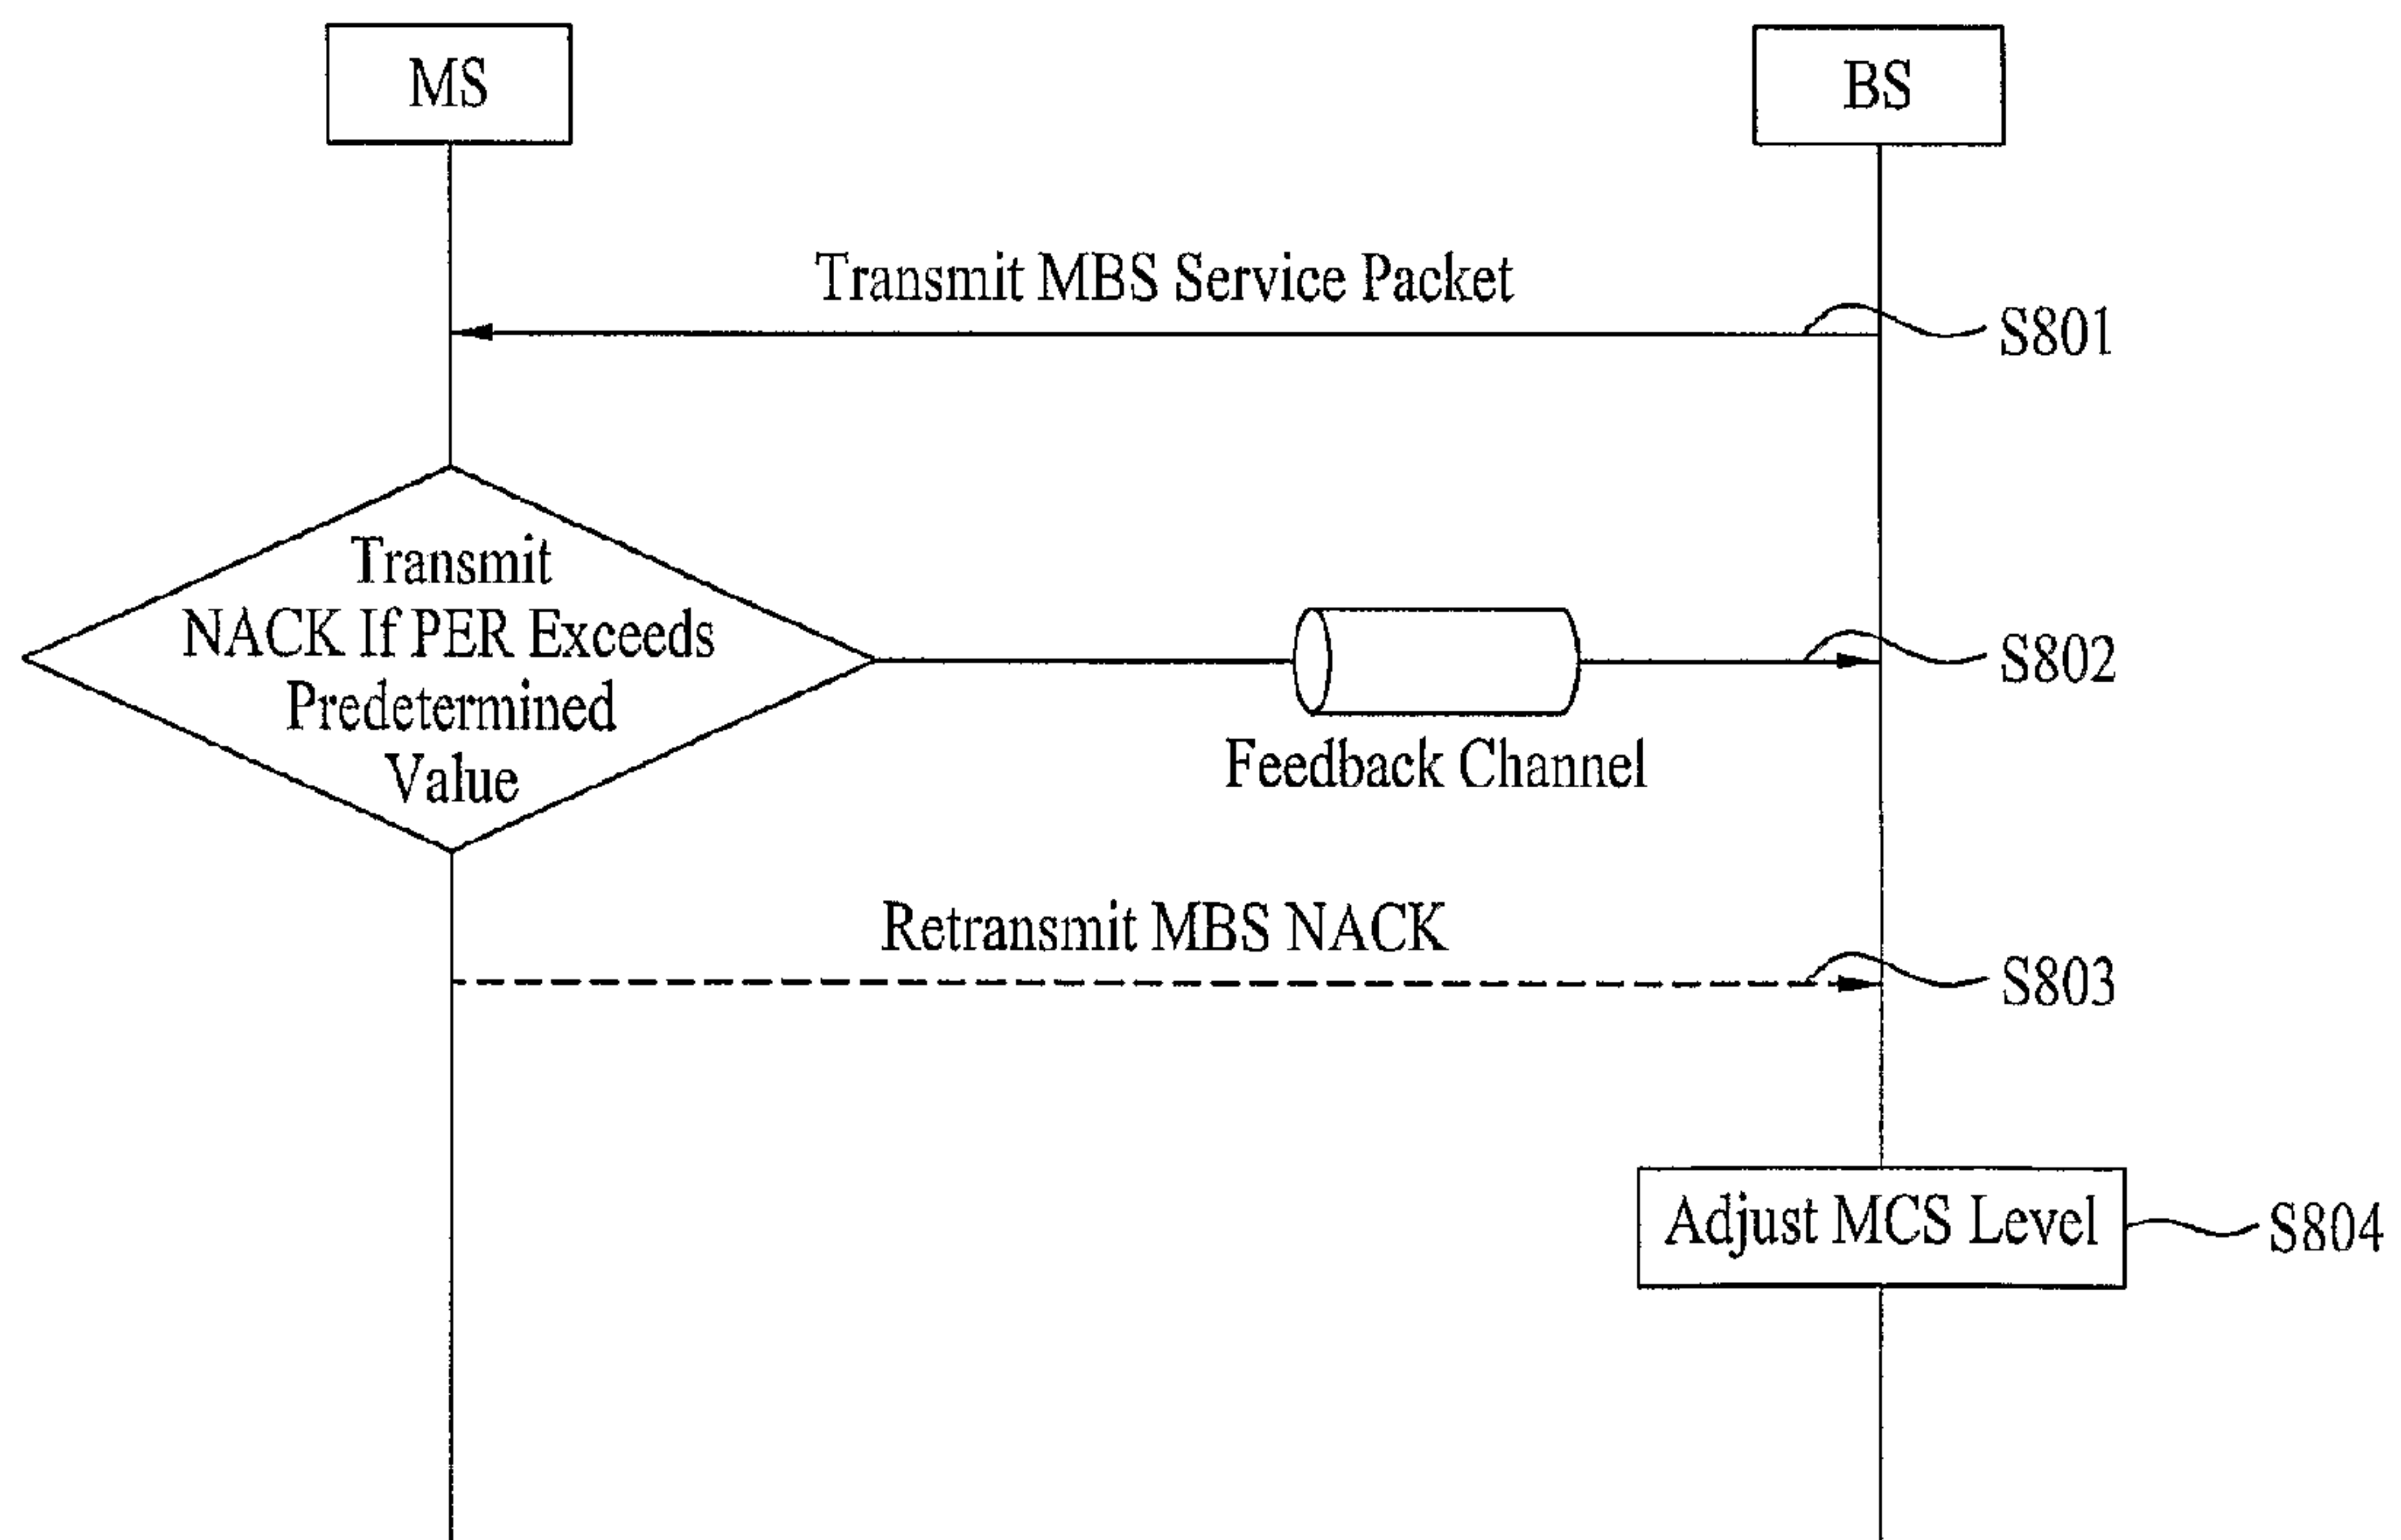 MS
BS
Transmit MBS Service Packet
S801
Transmit
NACK If PER Exceeds
Predetermined
Value
S802
Feedback Channel
Retransmit MBS NACK
S803
Adjust MCS Level
S804